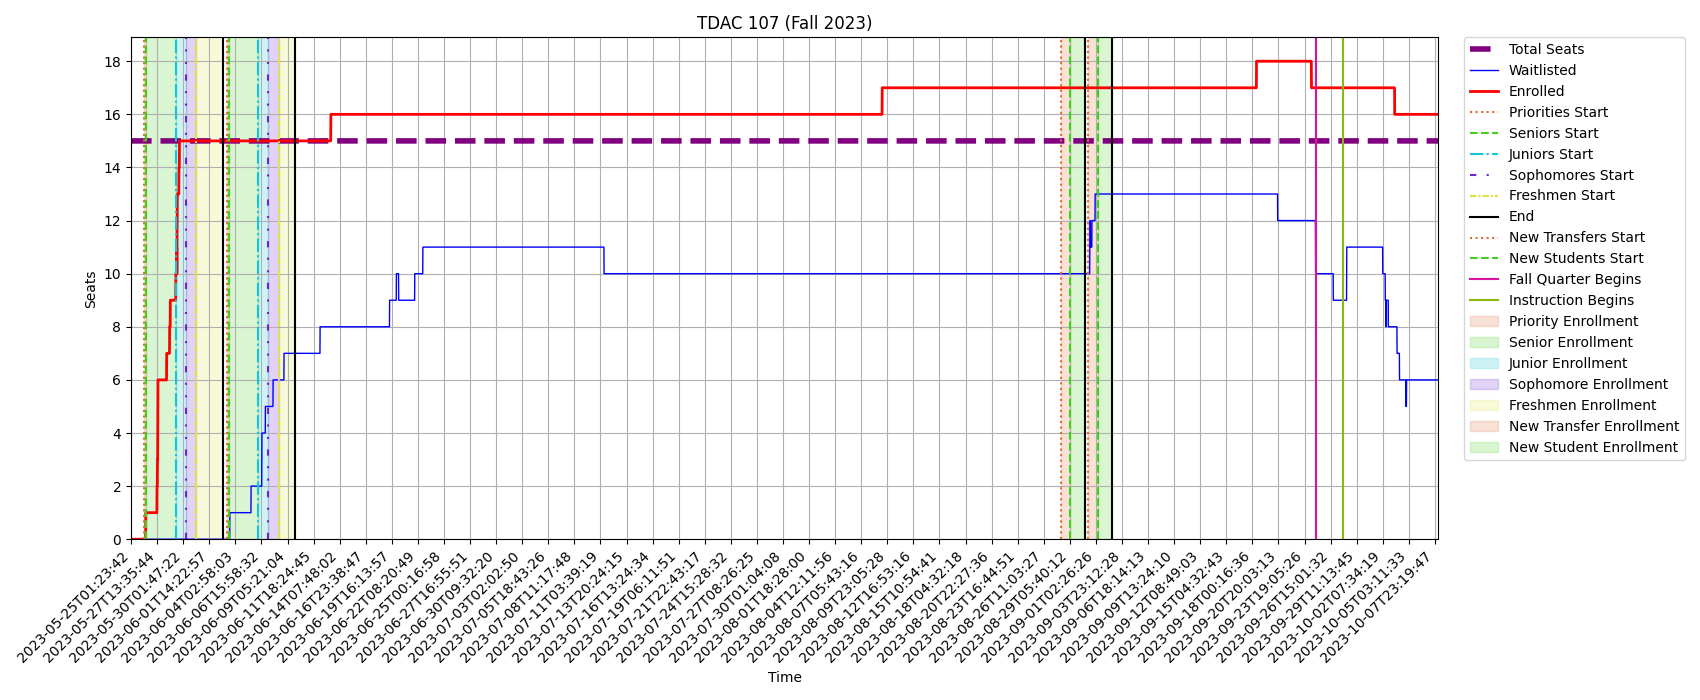 TDAC 107 (Fall 2023)
Seats
18
16
14
12
10
8
6
4
2
0
2023-05-25T01:23:42
2023-05-27T13:35:44
2023-05-30T01:47:22
2023-06-01T14:22:57
2023-06-04T02:58:03
2023-06-06T15:58:32
2023-06-09T05:21:04
2023-06-11T18:24:45
2023-06-14T07:48:02
2023-06-16T23:38:47
2023-06-19T16:13:57
2023-06-22T08:20:49
2023-06-25T00:16:58
2023-06-27T16:55:51
2023-06-30T09:32:20
2023-07-03T02:02:50
2023-07-05T18:43:26
2023-07-08T11:17:48
2023-07-11T03:39:19
2023-07-13T20:24:15
2023-07-16T13:24:34
2023-07-19T06:11:51
2023-07-21T22:43:17
2023-07-24T15:28:32
2023-07-27T08:26:25
2023-07-30T01:04:08
2023-08-01T18:28:00
2023-08-04T12:11:56
2023-08-07T05:43:16
2023-08-09T23:05:28
2023-08-12T16:53:16
2023-08-15T10:54:41
2023-08-18T04:32:18
2023-08-20T22:27:36
2023-08-23T16:44:51
2023-08-26T11:03:27
2023-08-29T05:40:12
2023-09-01T02:26:26
2023-09-03T23:12:28
2023-09-06T18:14:13
2023-09-09T13:24:10
2023-09-12T08:49:03
2023-09-15T04:32:43
2023-09-18T00:16:36
2023-09-20T20:03:13
2023-09-23T19:05:26
2023-09-26T15:01:32
2023-09-29T11:13:45
2023-10-02T07:34:19
2023-10-05T03:11:33
2023-10-07T23:19:47
Time
Total Seats
Waitlisted
Enrolled
Priorities Start
Seniors Start
Juniors Start
Sophomores Start
Freshmen Start
End
New Transfers Start
New Students Start
Fall Quarter Begins
Instruction Begins
Priority Enrollment
Senior Enrollment
Junior Enrollment
Sophomore Enrollment
Freshmen Enrollment
New Transfer Enrollment
New Student Enrollment